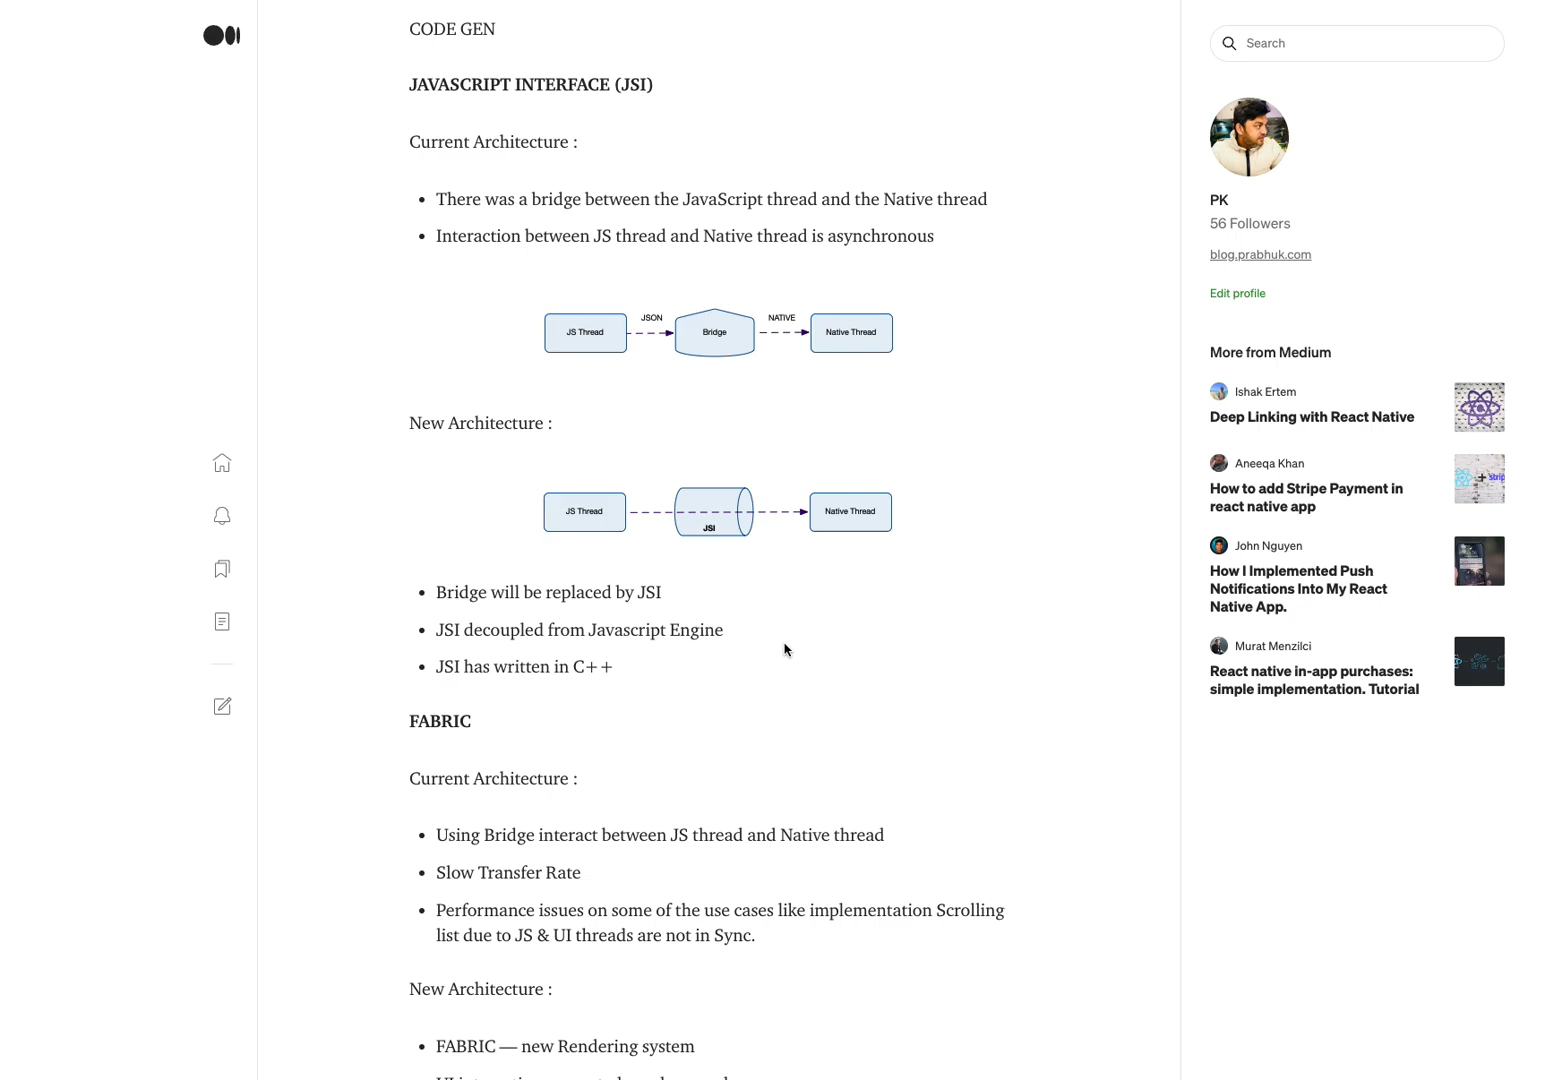 CODE GEN
JAVASCRIPT INTERFACE (JSI)
Current Architecture :
There was a bridge between the JavaScript thread and the Native thread
Interaction between JS thread and Native thread is asynchronous
JS Thread
JSON
Bridge
NATIVE
Native Thread
New Architecture :
JS Thread
JSI
Native Thread
Bridge will be replaced by JSI
JSI decoupled from Javascript Engine
JSI has written in C++
FABRIC
Current Architecture :
Using Bridge interact between JS thread and Native thread
Slow Transfer Rate
Performance issues on some of the use cases like implementation Scrolling
list due to JS & UI threads are not in Sync.
New Architecture :
FABRIC — new Rendering system
Search
PK
56 Followers
blog.prabhuk.com
Edit profile
More from Medium
Ishak Ertem
Deep Linking with React Native
Aneeqa Khan
How to add Stripe Payment in
react native app
+ strip
John Nguyen
How I Implemented Push
Notifications Into My React
Native App.
Murat Menzilci
React native in-app purchases:
simple implementation. Tutorial